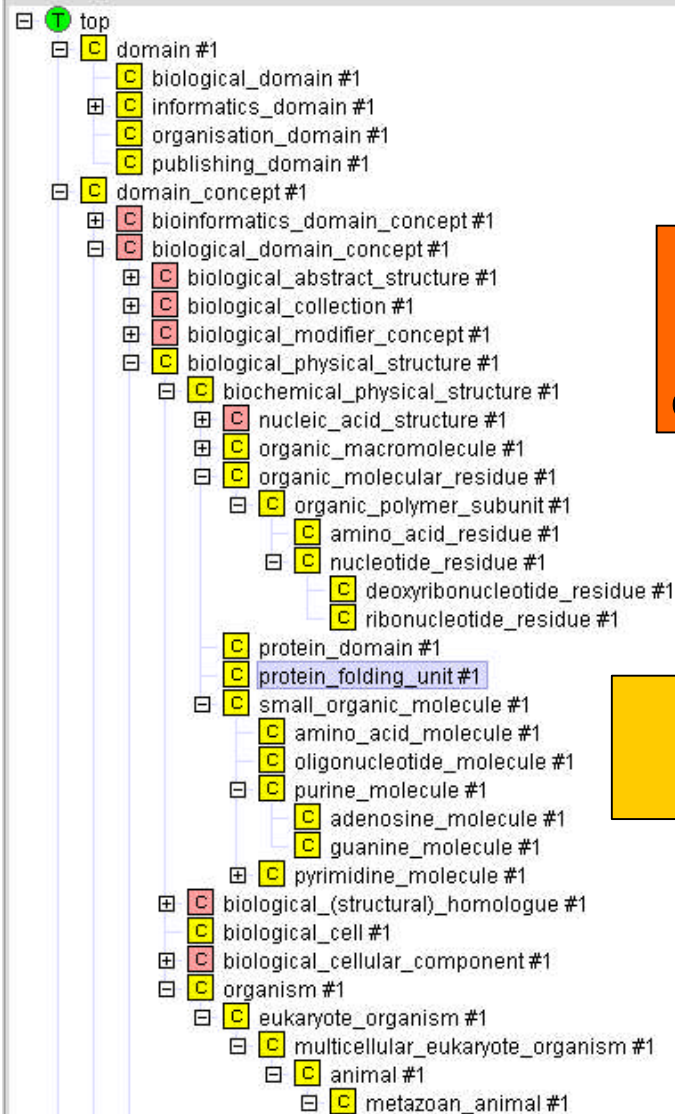 T top
C domain #1
C biological_domain #1
C informatics_domain #1
C organisation_domain #1
C publishing_domain #1
C domain_concept #1
C bioinformatics_domain_concept #1
C biological_domain_concept #1
C biological_abstract_structure #1
C biological_collection #1
C biological_modifier_concept #1
C biological_physical_structure #1
C biochemical_physical_structure #1
C nucleic_acid_structure #1
C organic_macromolecule #1
C organic_molecular_residue #1
C organic_polymer_subunit #1
C amino_acid_residue #1
C nucleotide_residue #1
C deoxyribonucleotide_residue #1
C ribonucleotide_residue #1
C protein_domain #1
C protein_folding_unit #1
C small_organic_molecule #1
C amino_acid_molecule #1
C oligonucleotide_molecule #1
C purine_molecule #1
C adenosine_molecule #1
C guanine_molecule #1
C pyrimidine_molecule #1
C biological_(structural)_homologue #1
C biological_cell #1
C biological_cellular_component #1
C organism #1
C eukaryote_organism #1
C multicellular_eukaryote_organism #1
C animal #1
C metazoan_animal #1